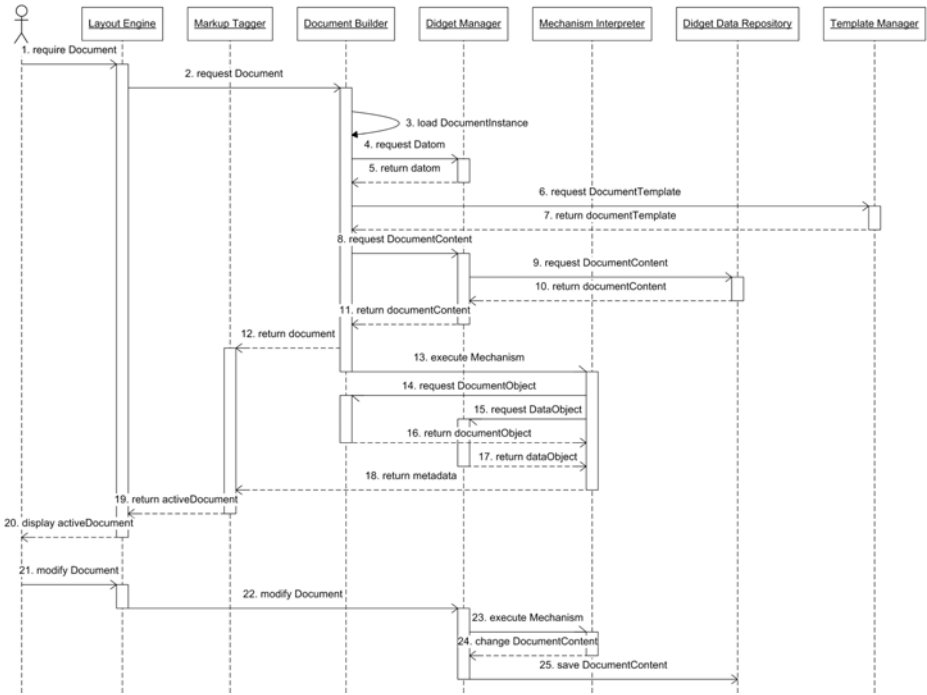 Layout Engine
Markup Tagger
Document Builder
Didget Manager
Mechanism Interpreter
Didget Data Repository
Template Manager
1. require Document
2. request Document
3. load DocumentInstance
4. request Datom
5. return datom
6. request DocumentTemplate
7. return documentTemplate
8. request DocumentContent
9. request DocumentContent
10. return documentContent
11. return documentContent
12. return document
13. execute Mechanism
14. request DocumentObject
15. request DataObject
16. return documentObject
17. return dataObject
18. return metadata
19. return activeDocument
20. display activeDocument
21. modify Document
22. modify Document
23. execute Mechanism
24. change DocumentContent
25. save DocumentContent